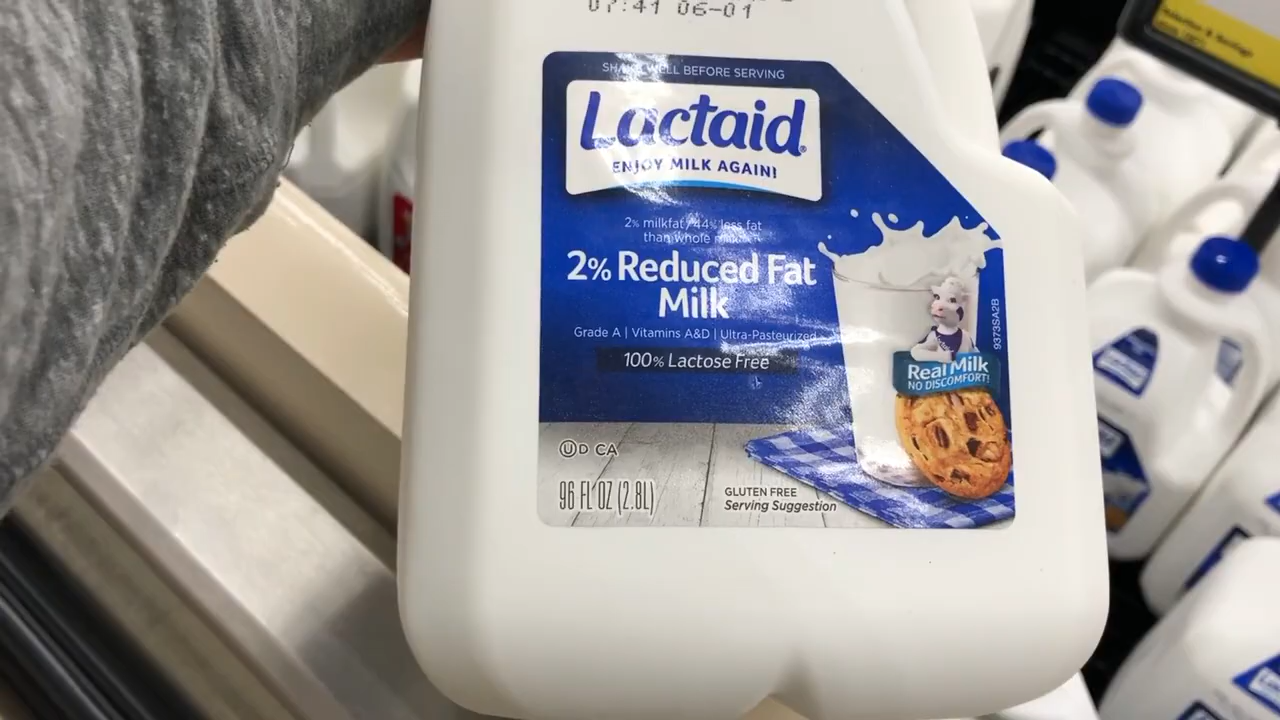 07:41 06-01
SHAKE WELL BEFORE SERVING
Lactaid®
ENJOY MILK AGAIN!
2% milkfat / 44% less fat
than whole
2% Reduced Fat
Milk
Grade A | Vitamins A&D | Ultra-Pasteurized
100% Lactose Free
Real Milk
NO DISCOMFORT!
9373SA2B
UD CA
96 FL OZ (2.8L)
GLUTEN FREE
Serving Suggestion